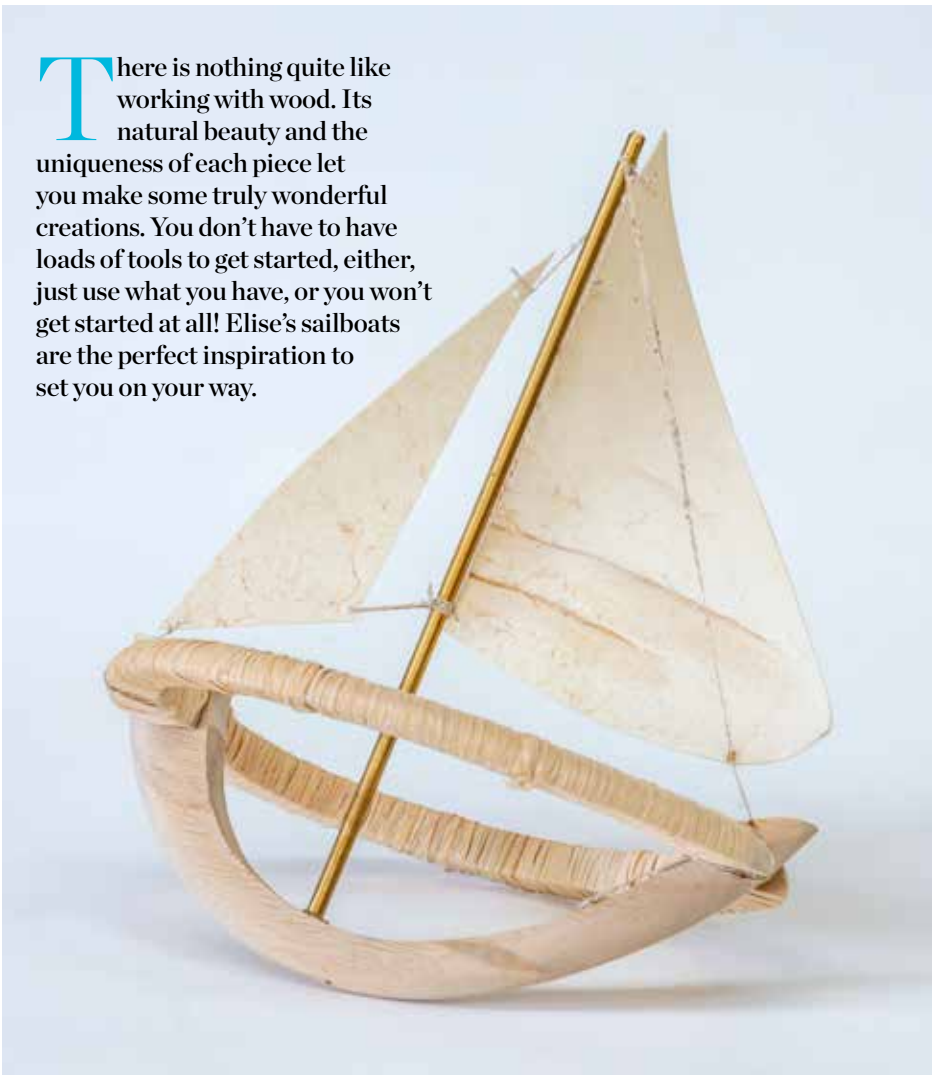 There is nothing quite like
working with wood. Its
natural beauty and the
uniqueness of each piece let
you make some truly wonderful
creations. You don’t have to have
loads of tools to get started, either,
just use what you have, or you won’t
get started at all! Elise’s sailboats
are the perfect inspiration to
set you on your way.